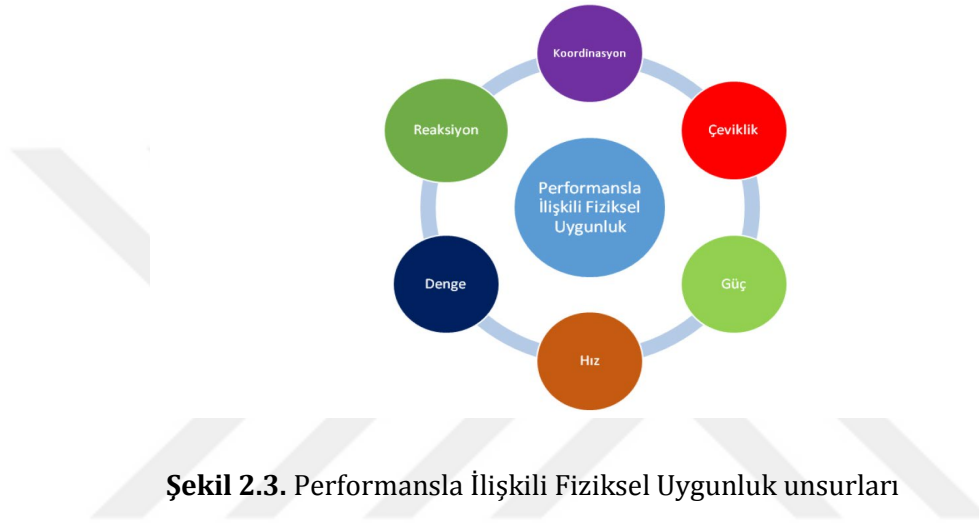 Koordinasyon
Reaksiyon
Çeviklik
Performansla
İlişkili Fiziksel
Uygunluk
Denge
Güç
Hız
Şekil 2.3. Performansla İlişkili Fiziksel Uygunluk unsurları